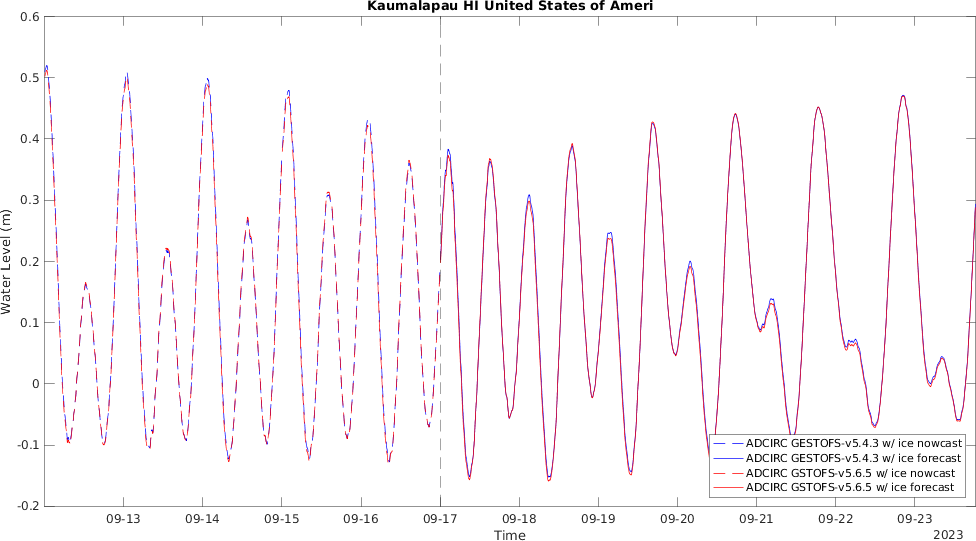 Kaumalapau HI United States of Ameri
0.6
0.5
0.4
0.3
0.2
0.1
0
-0.1
-0.2
Water Level (m)
ADCIRC GESTOFS-v5.4.3 w/ ice nowcast
ADCIRC GESTOFS-v5.4.3 w/ ice forecast
ADCIRC GSTOFS-v5.6.5 w/ ice nowcast
ADCIRC GSTOFS-v5.6.5 w/ ice forecast
09-13 09-14 09-15 09-16 09-17 09-18 09-19 09-20 09-21 09-22 09-23
Time
2023